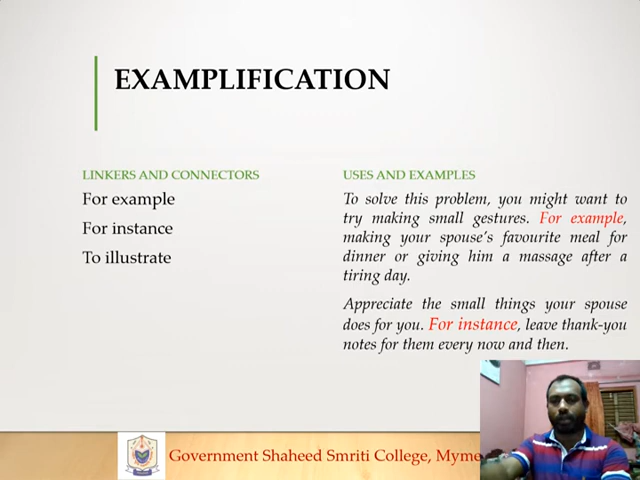 EXAMPLIFICATION
LINKERS AND CONNECTORS
For example
For instance
To illustrate
USES AND EXAMPLES
To solve this problem, you might want to
try making small gestures. For example,
making your spouse's favourite meal for
dinner or giving him a massage after a
tiring day.
Appreciate the small things your spouse
does for you. For instance, leave thank-you
notes for them every now and then.
Government Shaheed Smriti College, Myme